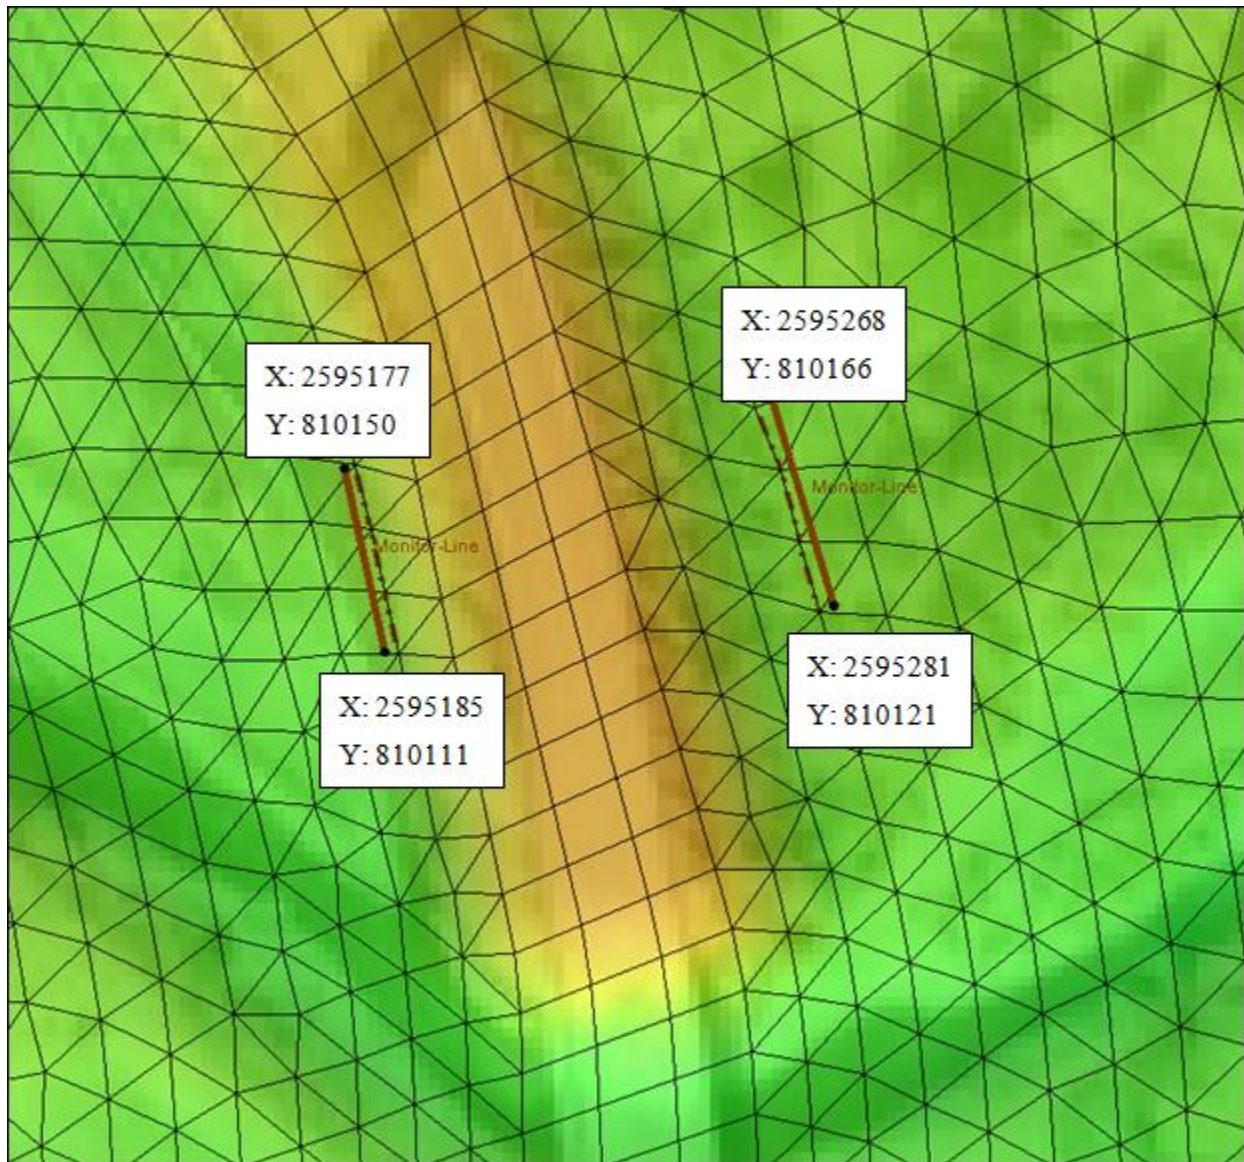 X: 2595268
Y: 810166
X: 2595177
Y: 810150
Monitor-Line
Monitor-Line
X: 2595281
Y: 810121
X: 2595185
Y: 810111